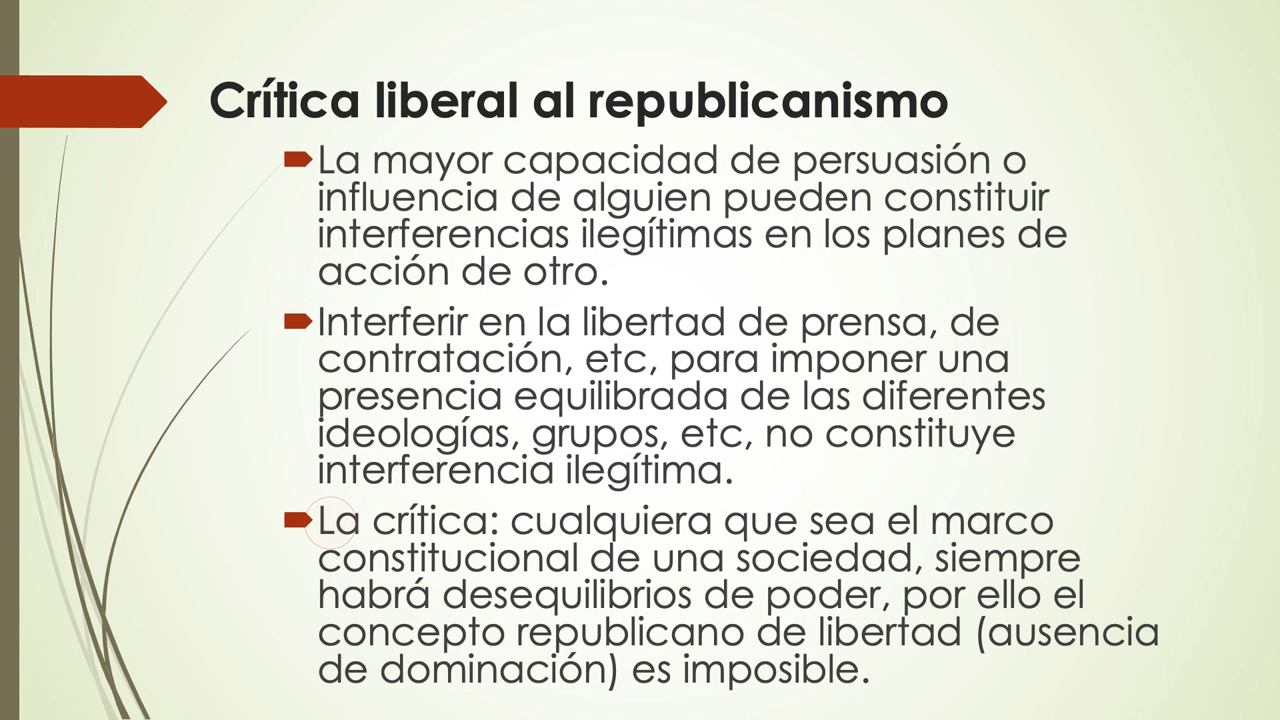 Crítica liberal al republicanismo
La mayor capacidad de persuasión o
influencia de alguien pueden constituir
interferencias ilegítimas en los planes de
acción de otro.
Interferir en la libertad de prensa, de
contratación, etc, para imponer una
presencia equilibrada de las diferentes
ideologías, grupos, etc, no constituye
interferencia ilegítima.
La crítica: cualquiera que sea el marco
constitucional de una sociedad, siempre
habrá desequilibrios de poder, por ello el
concepto republicano de libertad (ausencia
de dominación) es imposible.